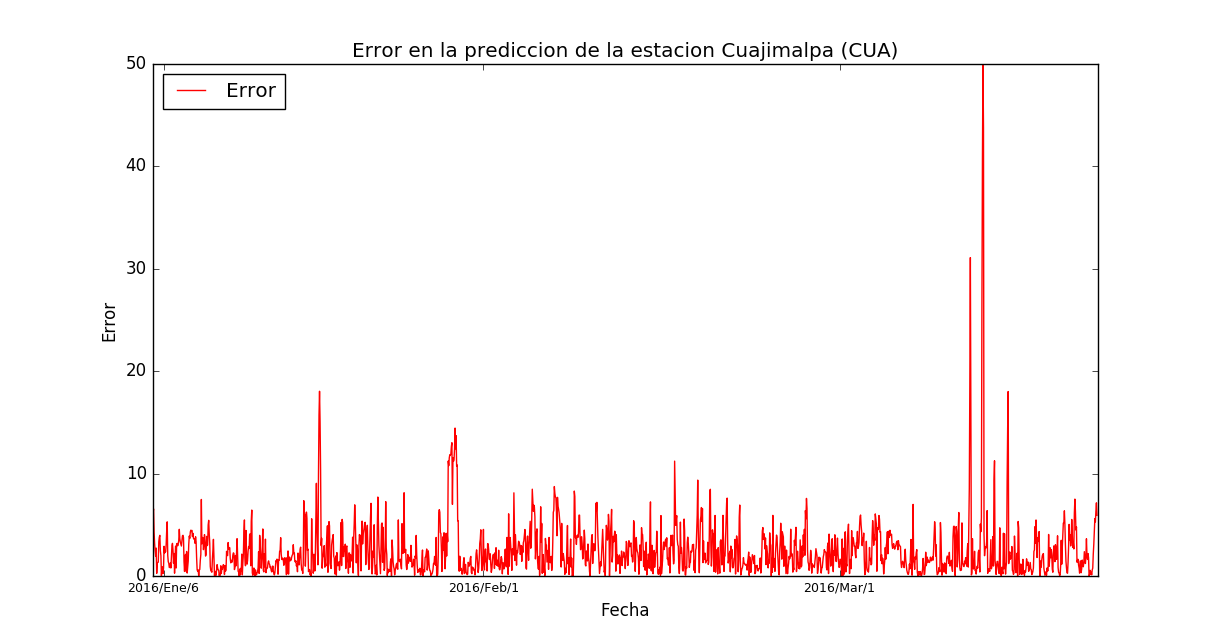 Error en la prediccion de la estacion Cuajimalpa (CUA)
Error
50
40
30
20
10
0
Error
2016/Ene/6
2016/Feb/1
2016/Mar/1
Fecha